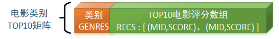 电影类别
TOP10矩阵
类别
GENRES
TOP10电影评分数组
RECS：[(MID,SCORE)、(MID,SCORE)]